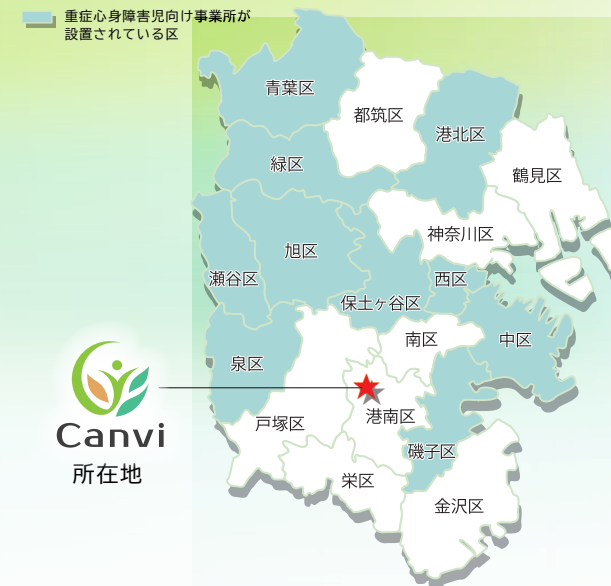 重症心身障害児向け事業所が
設置されている区
青葉区
都筑区
港北区
緑区
鶴見区
神奈川区
旭区
瀬谷区
西区
保土ヶ谷区
南区
中区
泉区
港南区
戸塚区
磯子区
栄区
金沢区
Canvi
所在地